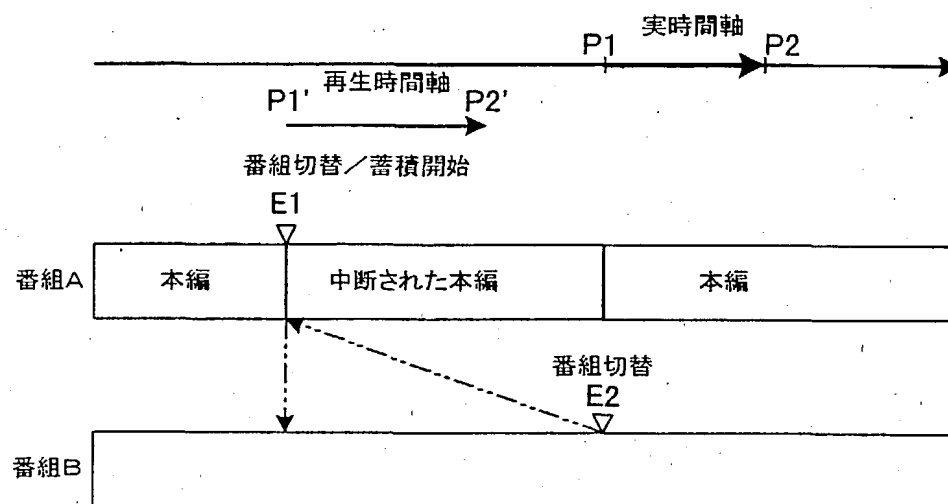 実時間軸
P1 P2
再生時間軸
P1' P2'
番組切替／蓄積開始
E1
番組A 本編 中断された本編 本編
番組切替
E2
番組B